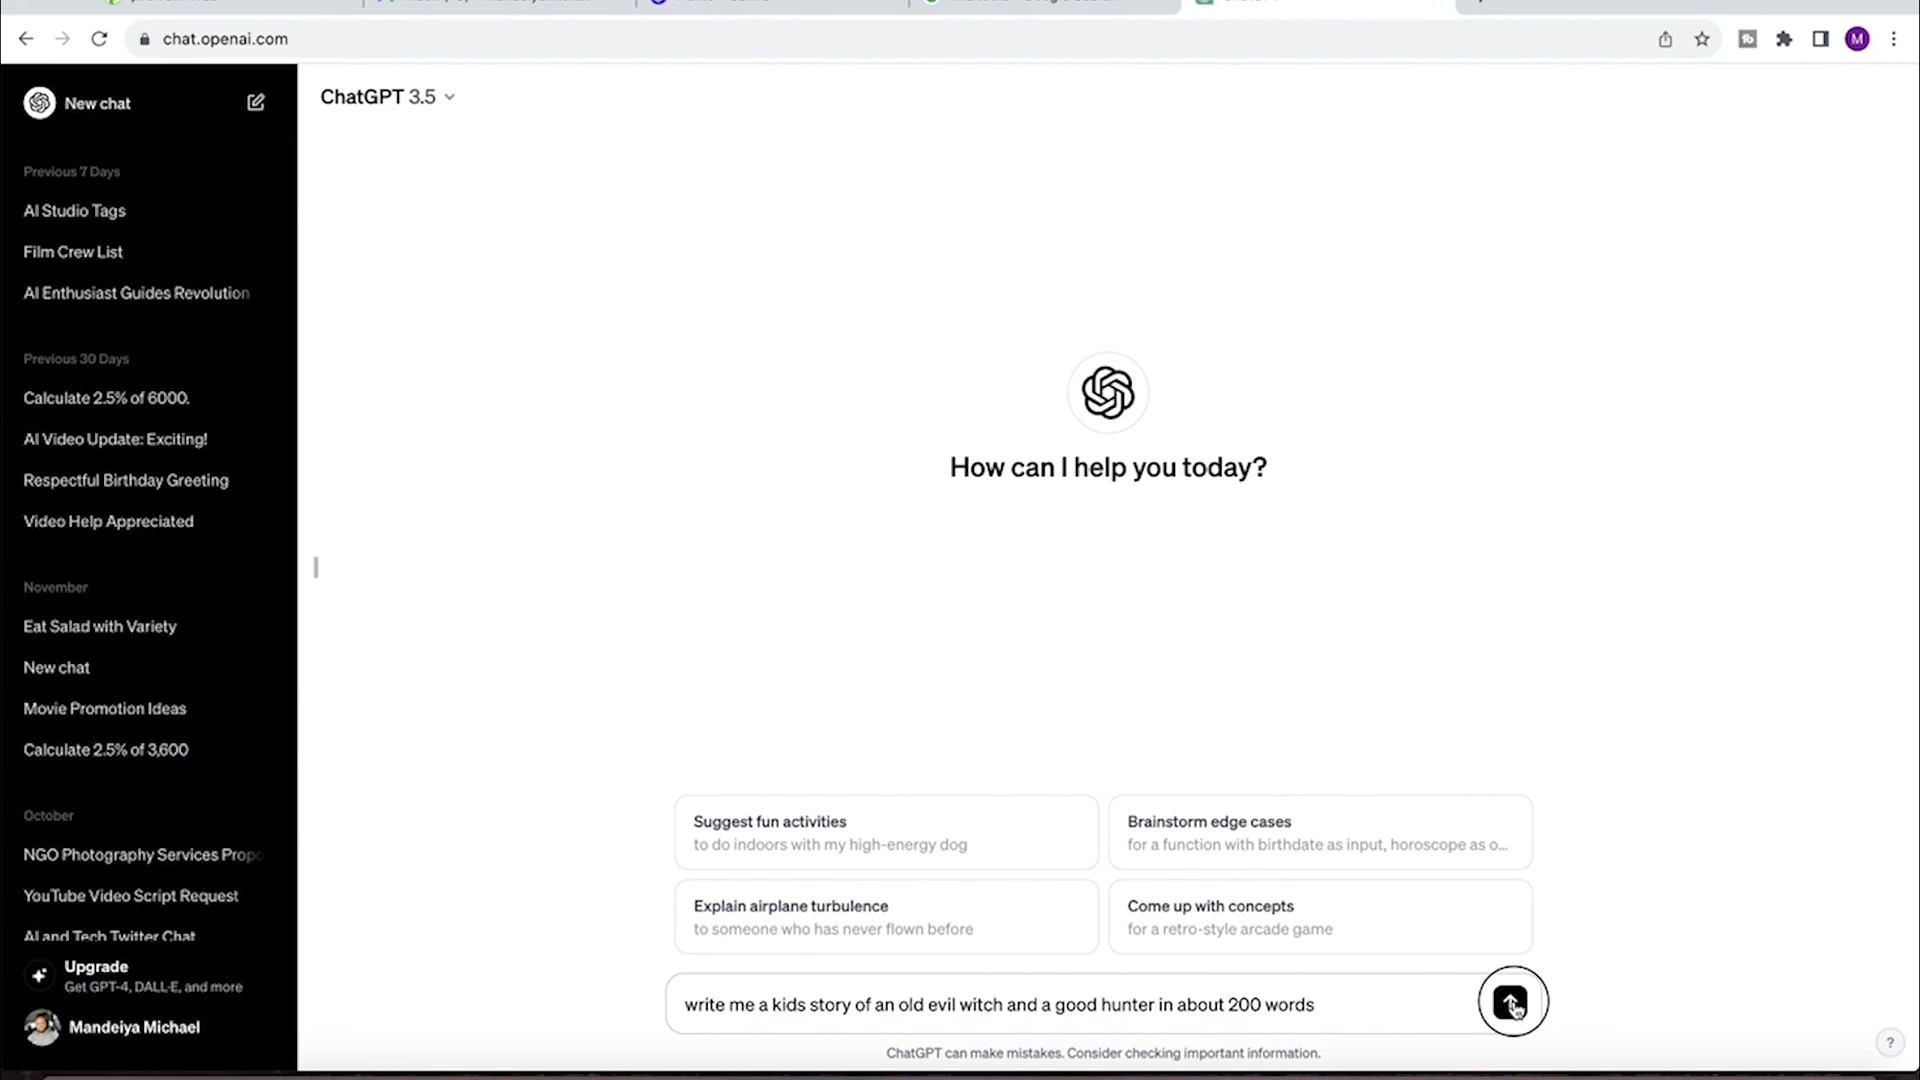 chat.openai.com
M
New chat
ChatGPT 3.5
Previous 7 Days
AI Studio Tags
Film Crew List
AI Enthusiast Guides Revolution
Previous 30 Days
Calculate 2.5% of 6000.
AI Video Update: Exciting!
Respectful Birthday Greeting
Video Help Appreciated
November
Eat Salad with Variety
New chat
Movie Promotion Ideas
Calculate 2.5% of 3,600
October
NGO Photography Services Propo
YouTube Video Script Request
AI and Tech Twitter Chat
Upgrade
Get GPT-4, DALL·E, and more
Mandeiya Michael
How can I help you today?
Suggest fun activities
to do indoors with my high-energy dog
Brainstorm edge cases
for a function with birthdate as input, horoscope as o...
Explain airplane turbulence
to someone who has never flown before
Come up with concepts
for a retro-style arcade game
write me a kids story of an old evil witch and a good hunter in about 200 words
ChatGPT can make mistakes. Consider checking important information.
?